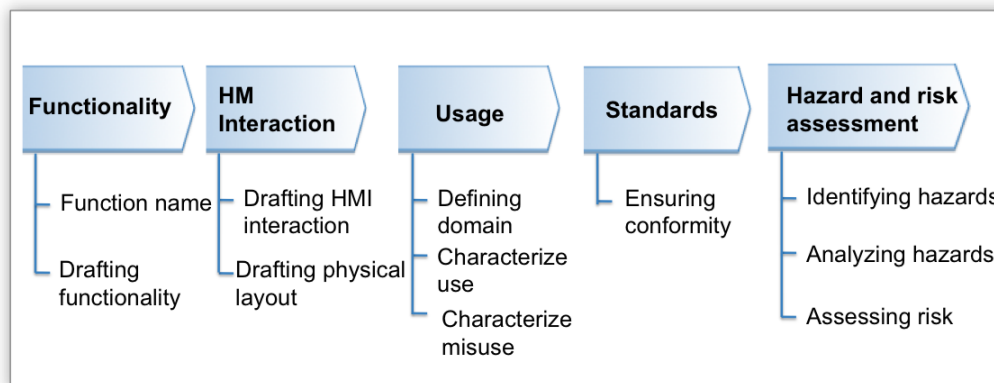 Functionality
Function name
Drafting
functionality
HM
Interaction
Drafting HMI
interaction
Drafting physical
layout
Usage
Defining
domain
Characterize
use
Characterize
misuse
Standards
Ensuring
conformity
Hazard and risk
assessment
Identifying hazards
Analyzing hazards
Assessing risk